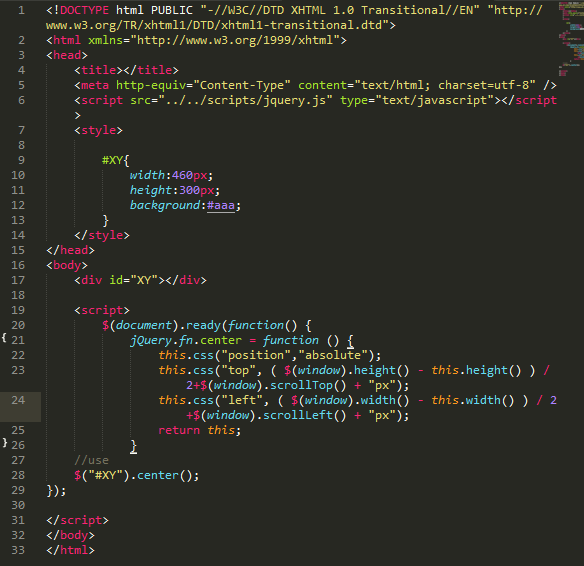 1 <!DOCTYPE html PUBLIC "-//W3C//DTD XHTML 1.0 Transitional//EN" "http://
www.w3.org/TR/xhtml1/DTD/xhtml1-transitional.dtd">
2 <html xmlns="http://www.w3.org/1999/xhtml">
3 <head>
4 <title></title>
5 <meta http-equiv="Content-Type" content="text/html; charset=utf-8" />
6 <script src="../../scripts/jquery.js" type="text/javascript"></script
>
7 <style>
8
9 #XY{
10 width:460px;
11 height:300px;
12 background:#aaa;
13 }
14 </style>
15 </head>
16 <body>
17 <div id="XY"></div>
18
19 <script>
20 $(document).ready(function() {
{ 21 jQuery.fn.center = function () {
22 this.css("position","absolute");
23 this.css("top", ( $(window).height() - this.height() ) /
2+$(window).scrollTop() + "px");
24 this.css("left", ( $(window).width() - this.width() ) / 2
+$(window).scrollLeft() + "px");
25 return this;
} 26 }
27 //use
28 $("#XY").center();
29 });
30
31 </script>
32 </body>
33 </html>